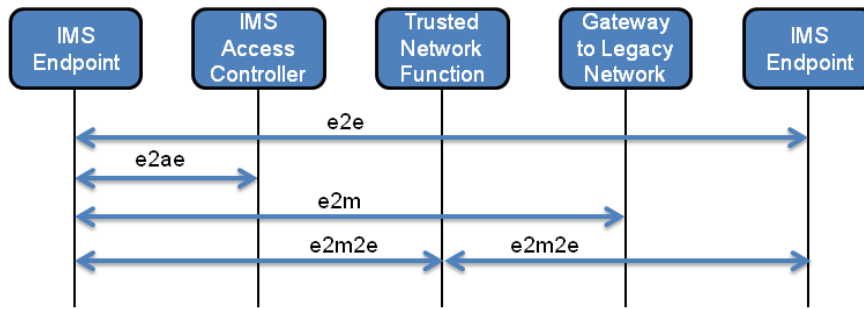 IMS
Endpoint
IMS
Access
Controller
Trusted
Network
Function
Gateway
to Legacy
Network
IMS
Endpoint
e2e
e2ae
e2m
e2m2e
e2m2e